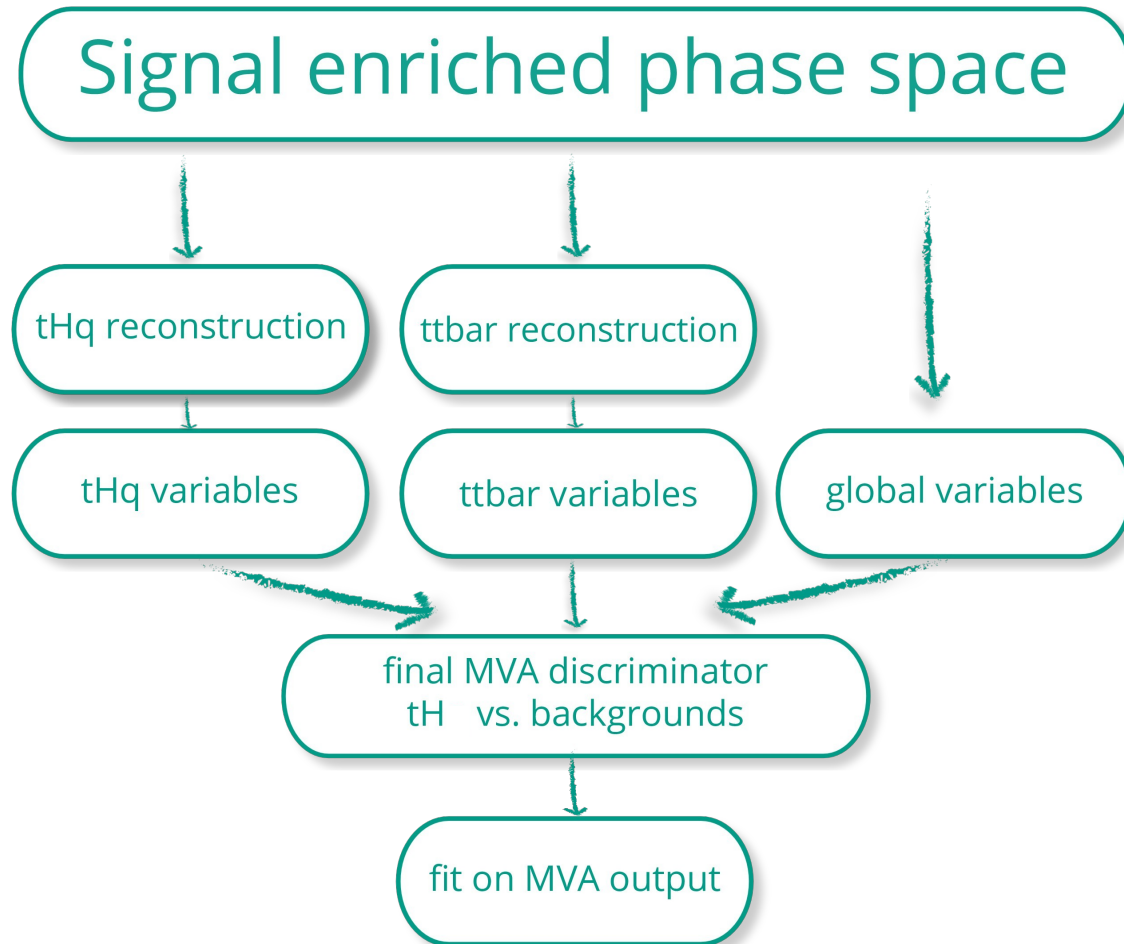 Signal enriched phase space
tHq reconstruction
ttbar reconstruction
tHq variables
ttbar variables
global variables
final MVA discriminator
tH vs. backgrounds
fit on MVA output